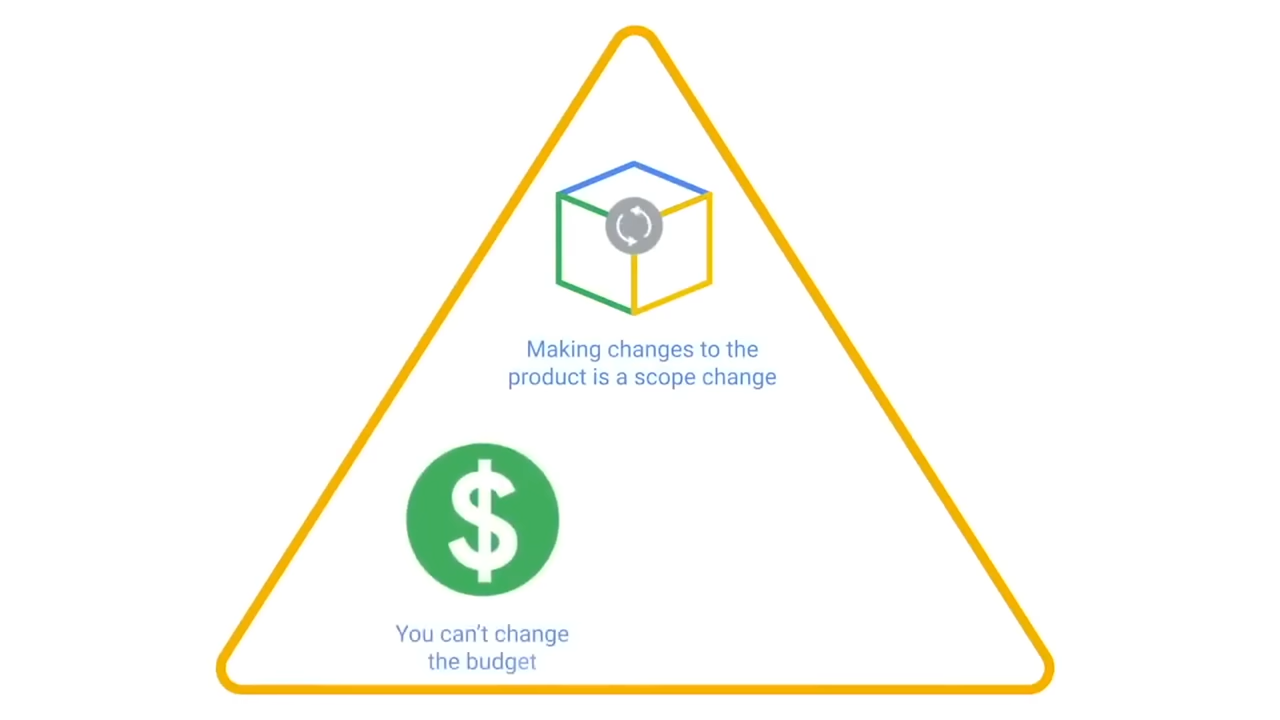 Making changes to the
product is a scope change
$
You can't change
the budget